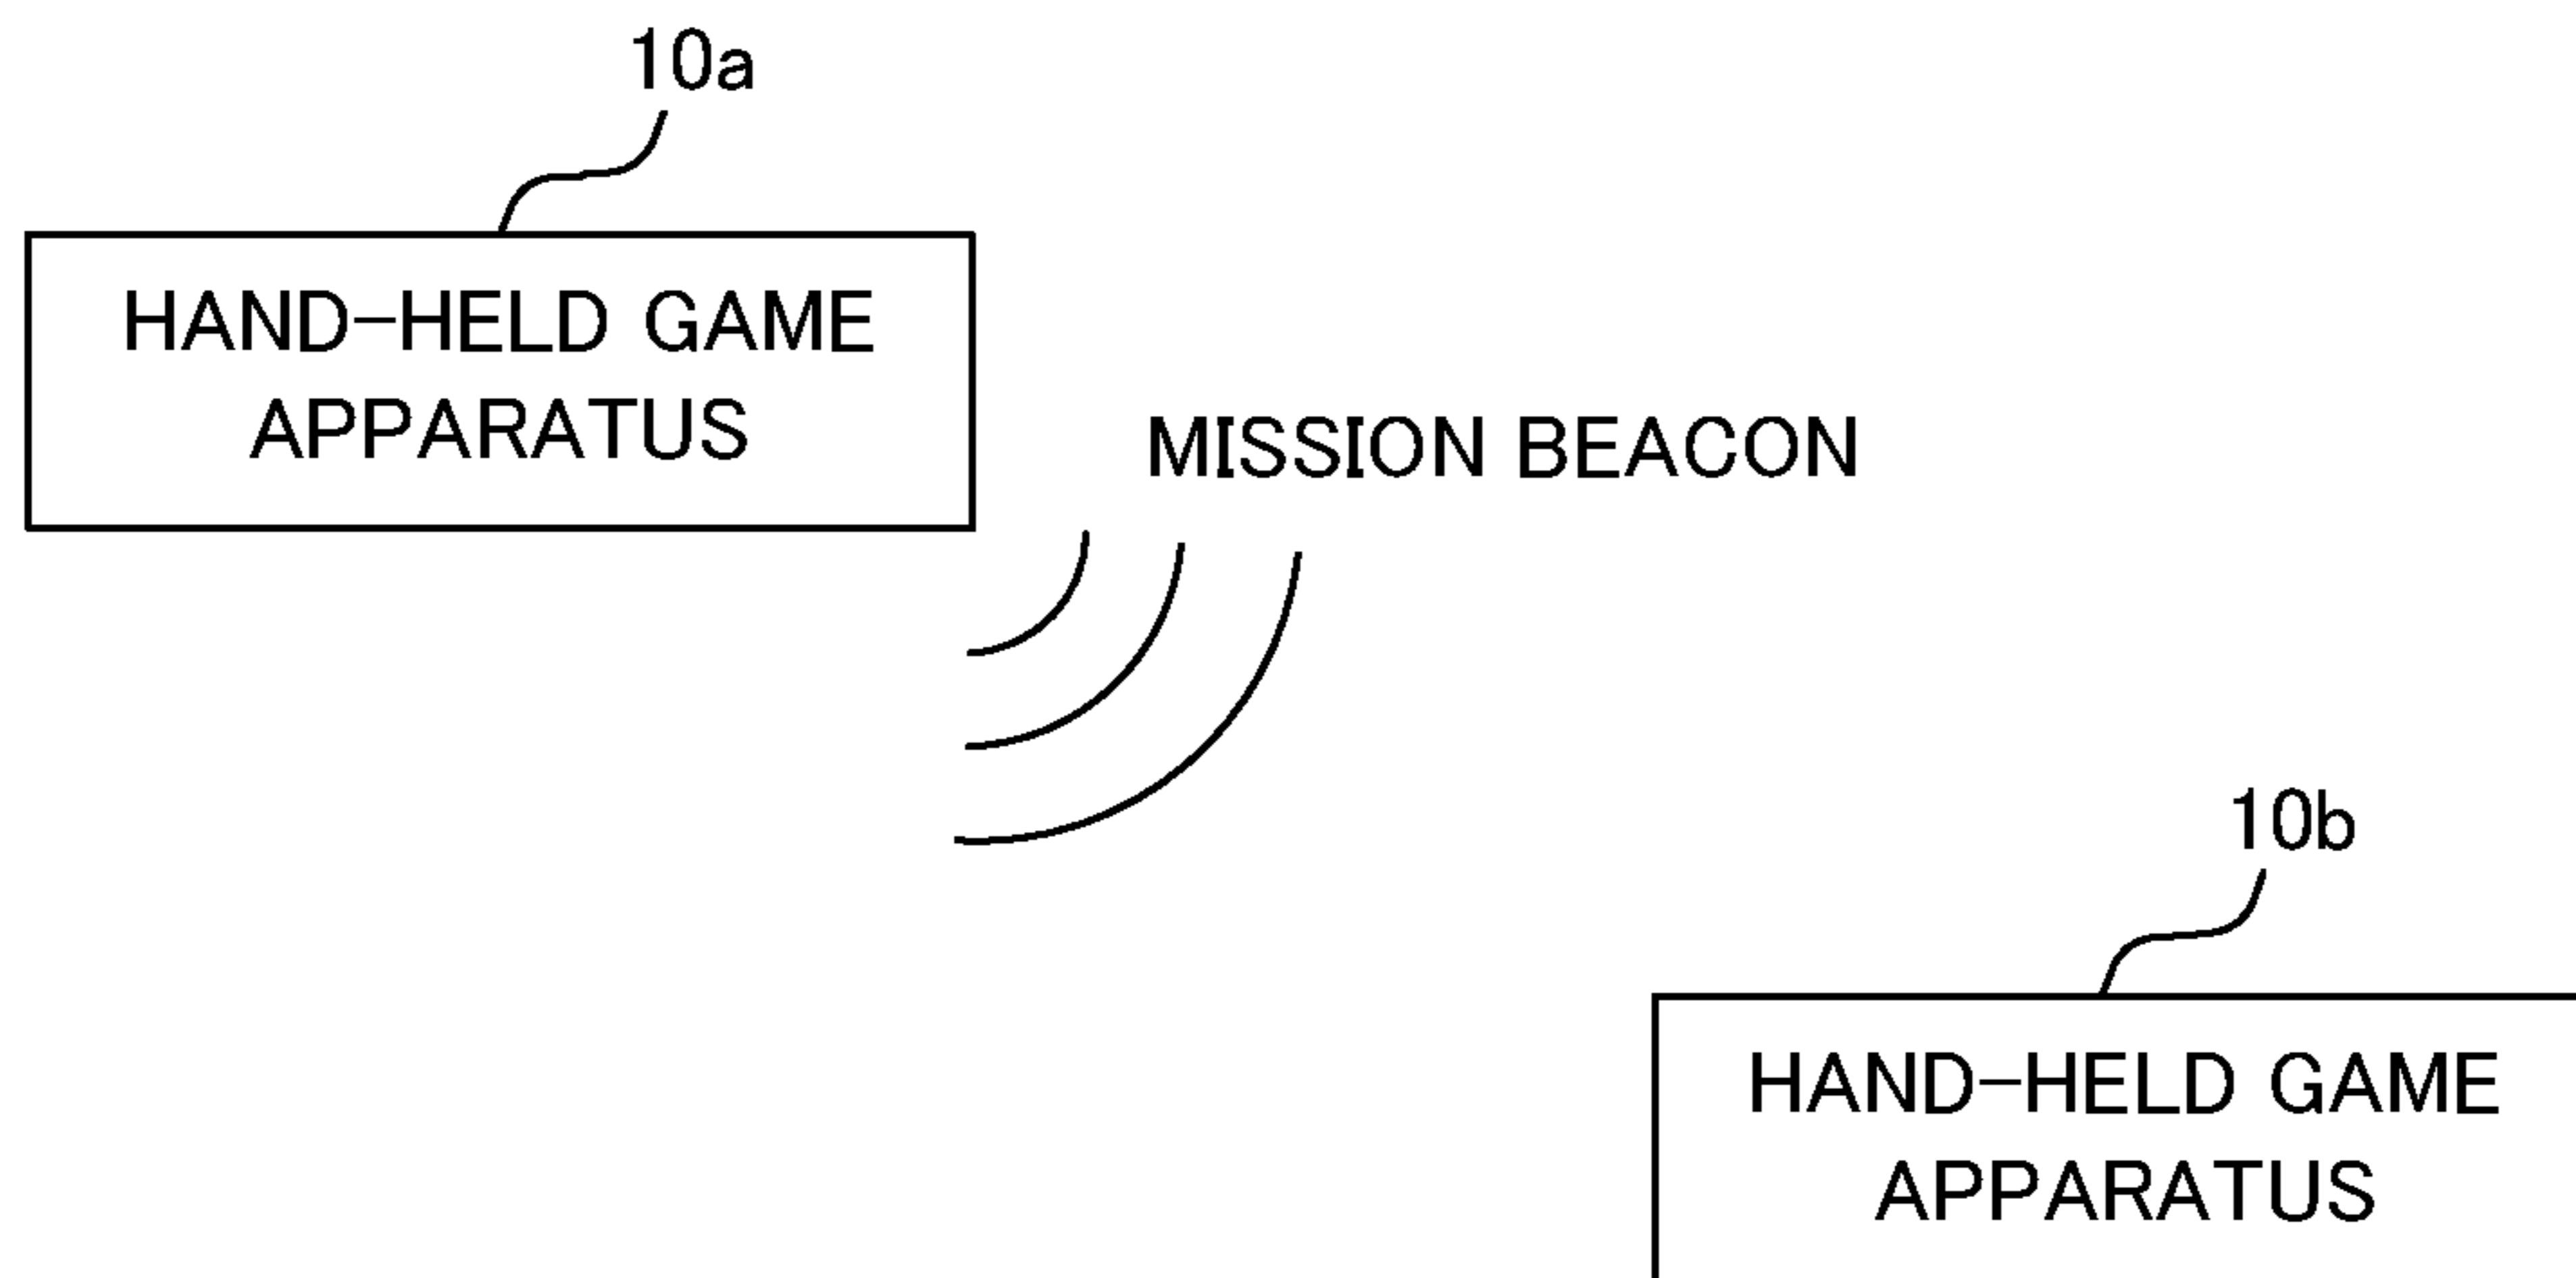 10a
HAND-HELD GAME
APPARATUS
MISSION BEACON
10b
HAND-HELD GAME
APPARATUS